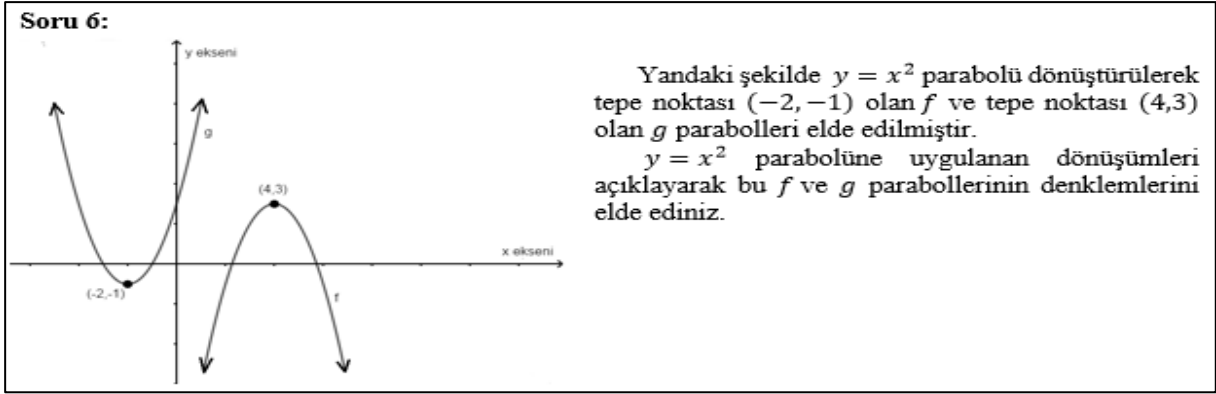 Soru 6:
y ekseni
g
(4,3)
x ekseni
(-2,-1)
f
Yandaki şekilde y = x² parabolü dönüştürülerek
tepe noktası (−2, −1) olan f ve tepe noktası (4,3)
olan g parabolleri elde edilmiştir.
y = x² parabolüne uygulanan dönüşümleri
açıklayarak bu f ve g parabollerinin denklemlerini
elde ediniz.